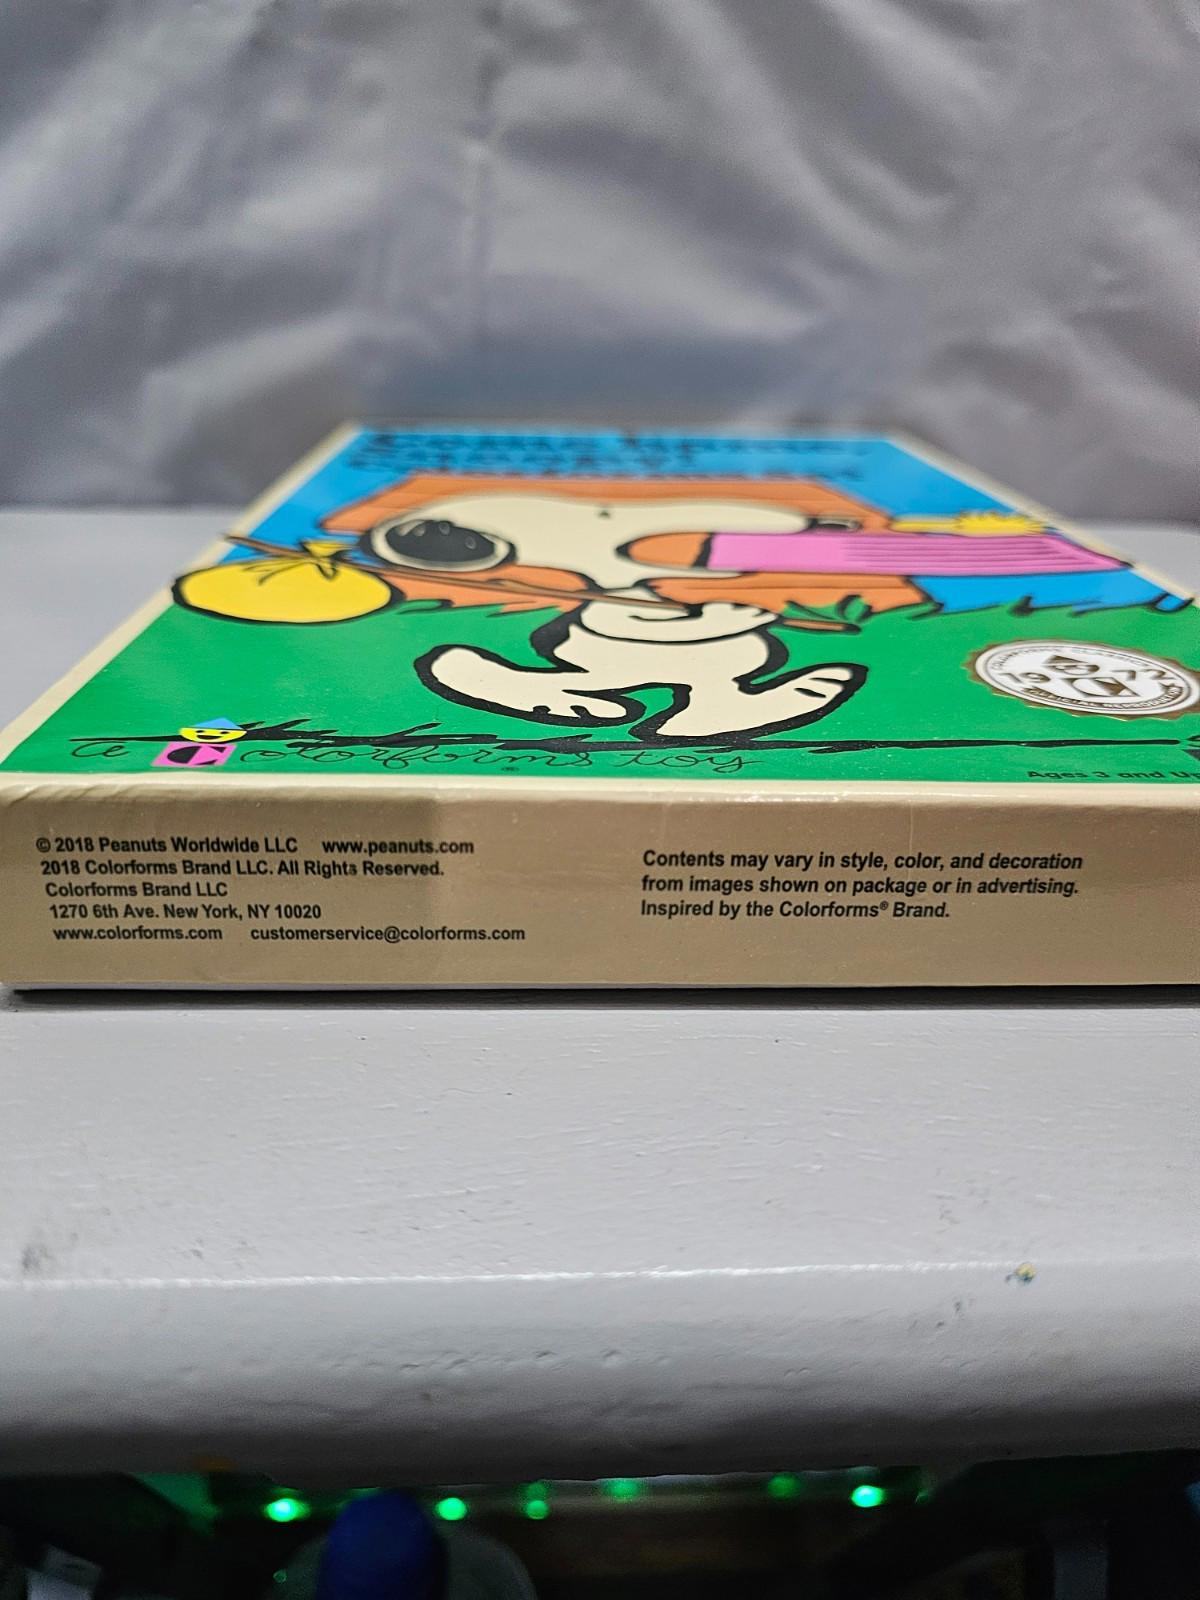 a Colorforms toy
®
19 72
Ages 3 and Up
© 2018 Peanuts Worldwide LLC www.peanuts.com
2018 Colorforms Brand LLC. All Rights Reserved.
Colorforms Brand LLC
1270 6th Ave. New York, NY 10020
www.colorforms.com customerservice@colorforms.com
Contents may vary in style, color, and decoration
from images shown on package or in advertising.
Inspired by the Colorforms® Brand.